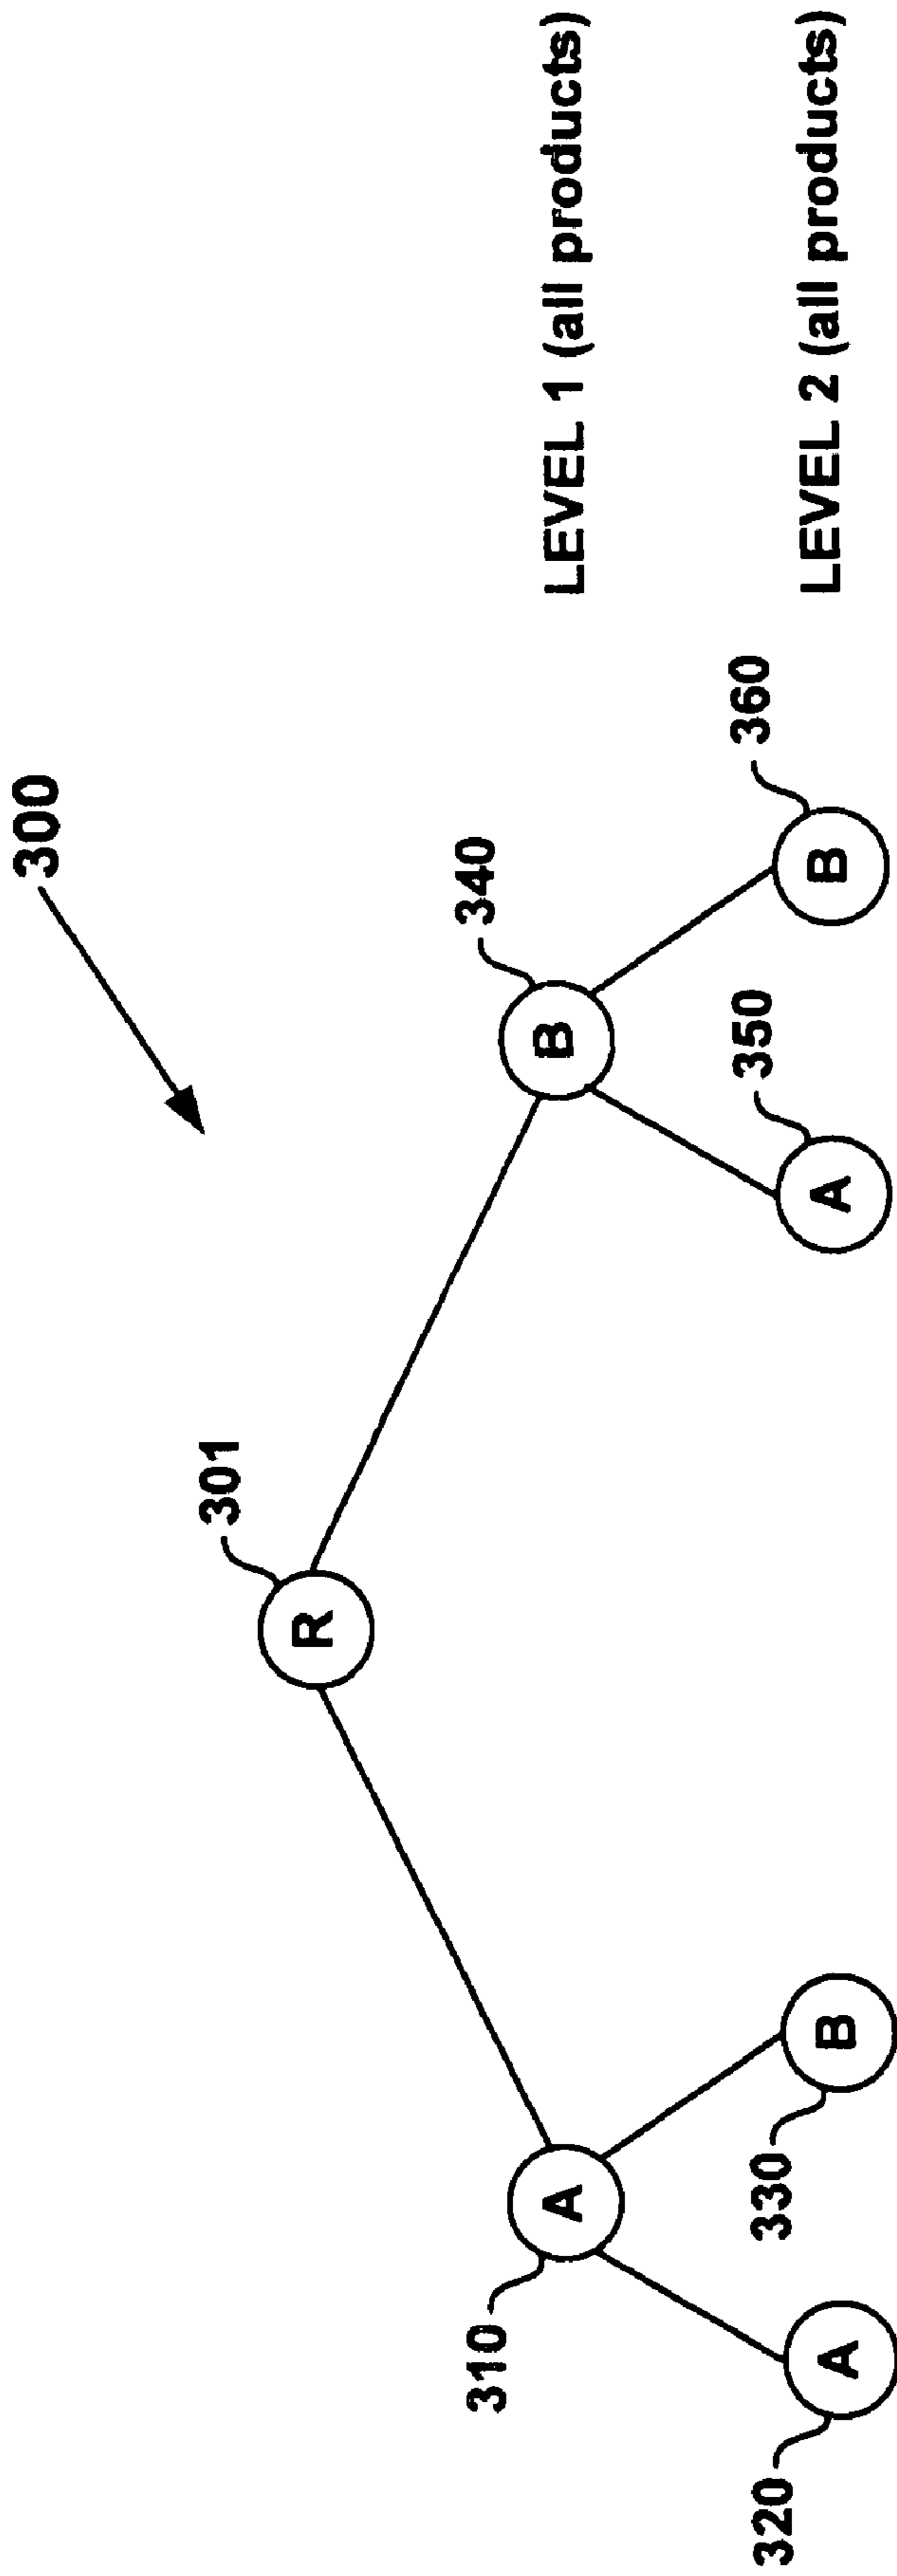 300
301
R
340
B
LEVEL 1 (all products)
310
A
350
A
360
B
LEVEL 2 (all products)
320
A
330
B